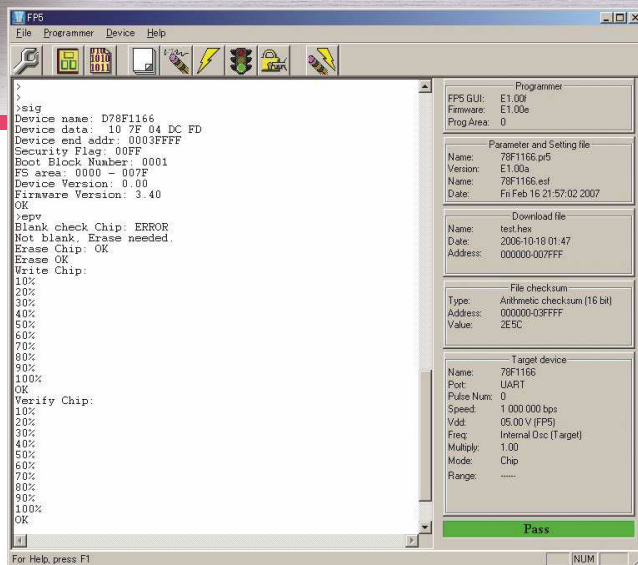 FP5
File Programmer Device Help
>
>
>sig
Device name: D78F1166
Device data: 10 7F 04 DC FD
Device end addr: 0003FFFF
Security Flag: 00FF
Boot Block Number: 0001
FS area: 0000 - 007F
Device Version: 0.00
Firmware Version: 3.40
OK
>epv
Blank check Chip: ERROR
Not blank, Erase needed.
Erase Chip: OK
Erase OK
Write Chip:
10%
20%
30%
40%
50%
60%
70%
80%
90%
100%
OK
Verify Chip:
10%
20%
30%
40%
50%
60%
70%
80%
90%
100%
OK
Programmer
FP5 GUI: E1.00f
Firmware: E1.00e
Prog Area: 0
Parameter and Setting file
Name: 78F1166.pr5
Version: E1.00a
Name: 78F1166.esf
Date: Fri Feb 16 21:57:02 2007
Download file
Name: test.hex
Date: 2006-10-18 01:47
Address: 000000-007FFF
File checksum
Type: Arithmetic checksum (16 bit)
Address: 000000-03FFFF
Value: 2E5C
Target device
Name: 78F1166
Port: UART
Pulse Num: 0
Speed: 1 000 000 bps
Vdd: 05.00 V (FP5)
Freq: Internal Osc (Target)
Multiply: 1.00
Mode: Chip
Range: ------
Pass
For Help, press F1
NUM